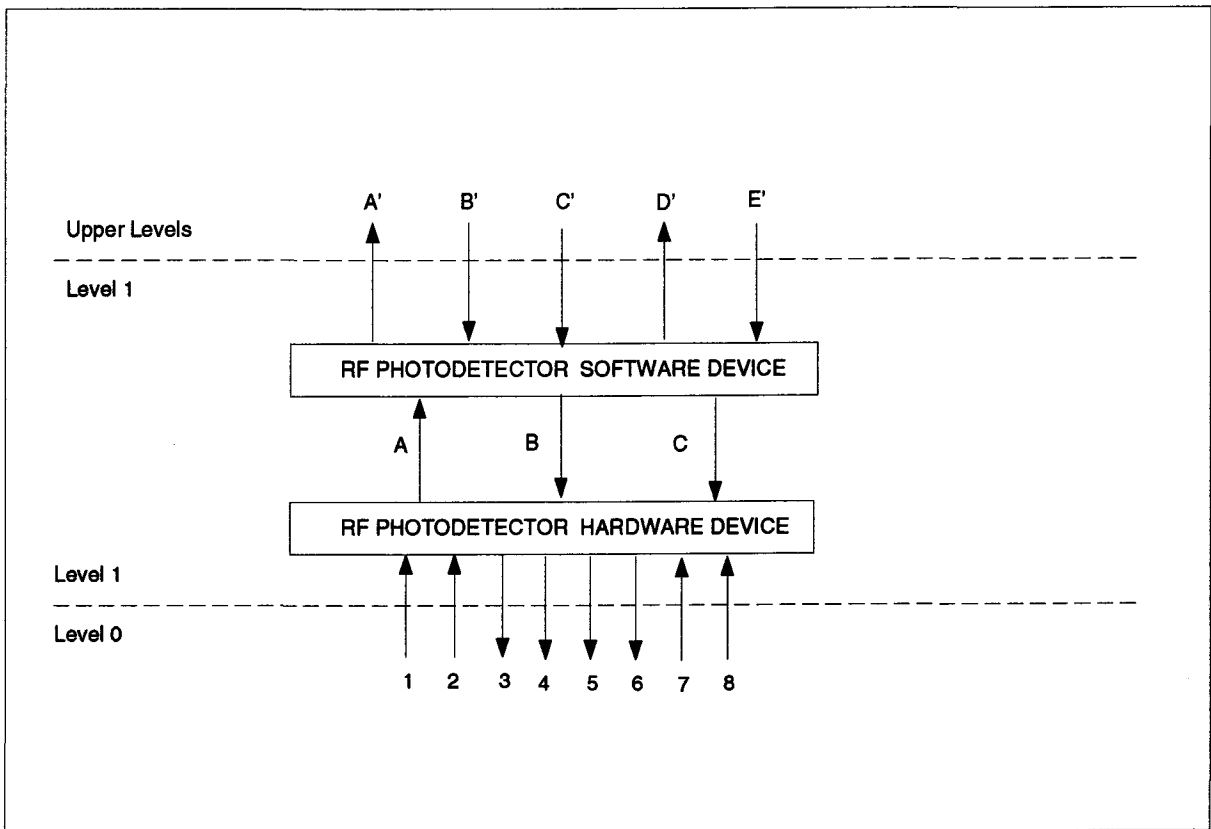 A' B' C' D' E'
Upper Levels
Level 1
RF PHOTODETECTOR SOFTWARE DEVICE
A B C
RF PHOTODETECTOR HARDWARE DEVICE
Level 1
Level 0
1 2 3 4 5 6 7 8